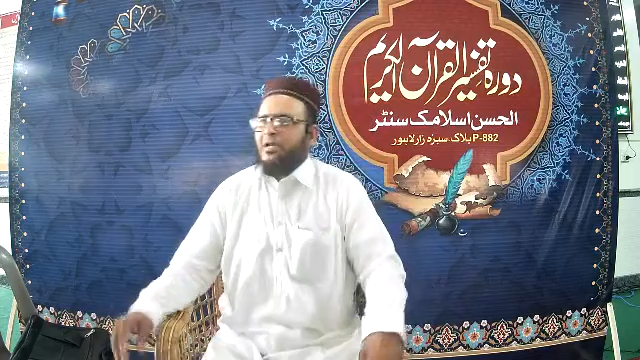 دورہ تفسیر القرآن الکریم
الحسن اسلامک سنٹر
P-882 بلاک سبزہ زار لاہور